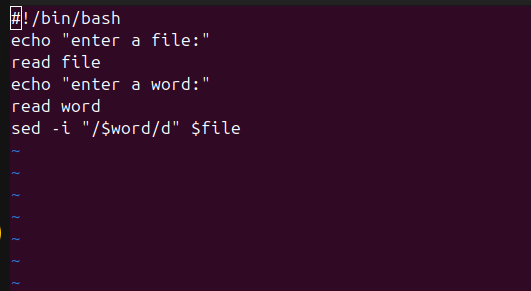 #!/bin/bash
echo "enter a file:"
read file
echo "enter a word:"
read word
sed -i "/$word/d" $file
~
~
~
~
~
~
~